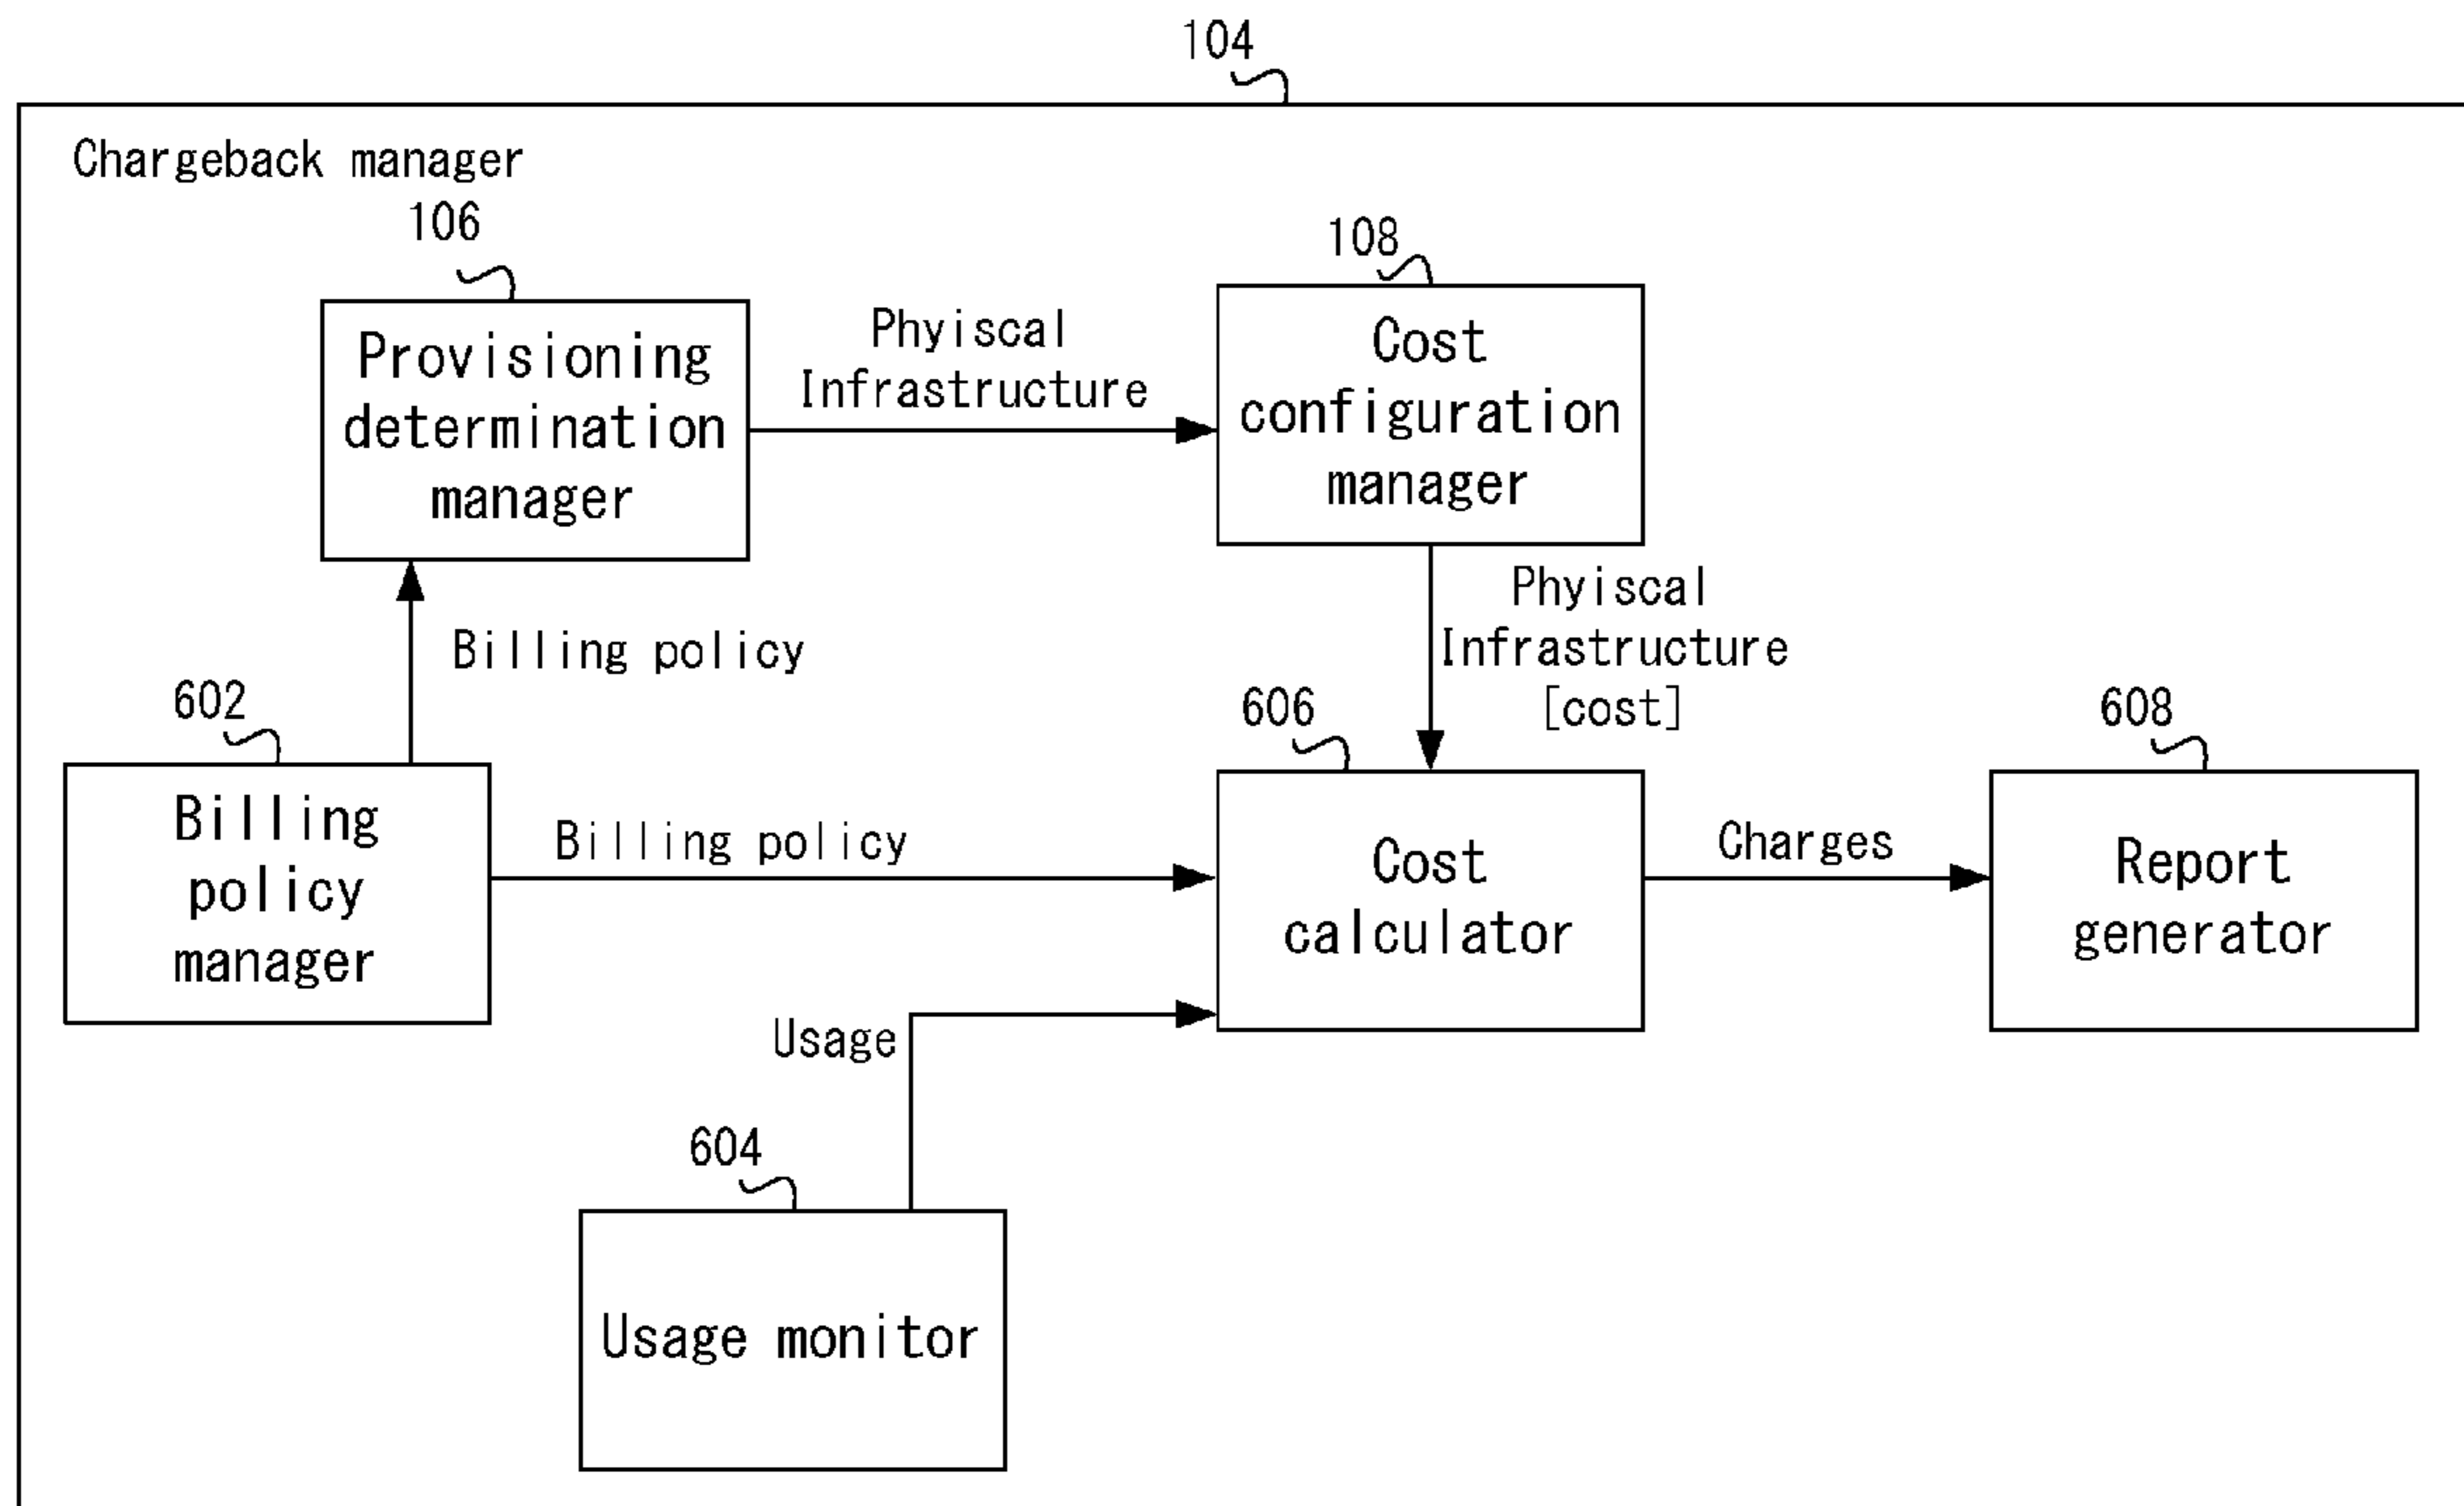 104
Chargeback manager
106
108
Provisioning
determination
manager
Phyiscal
Infrastructure
Cost
configuration
manager
Billing policy
Phyiscal
Infrastructure
[cost]
602
606
608
Billing
policy
manager
Billing policy
Cost
calculator
Charges
Report
generator
Usage
604
Usage monitor